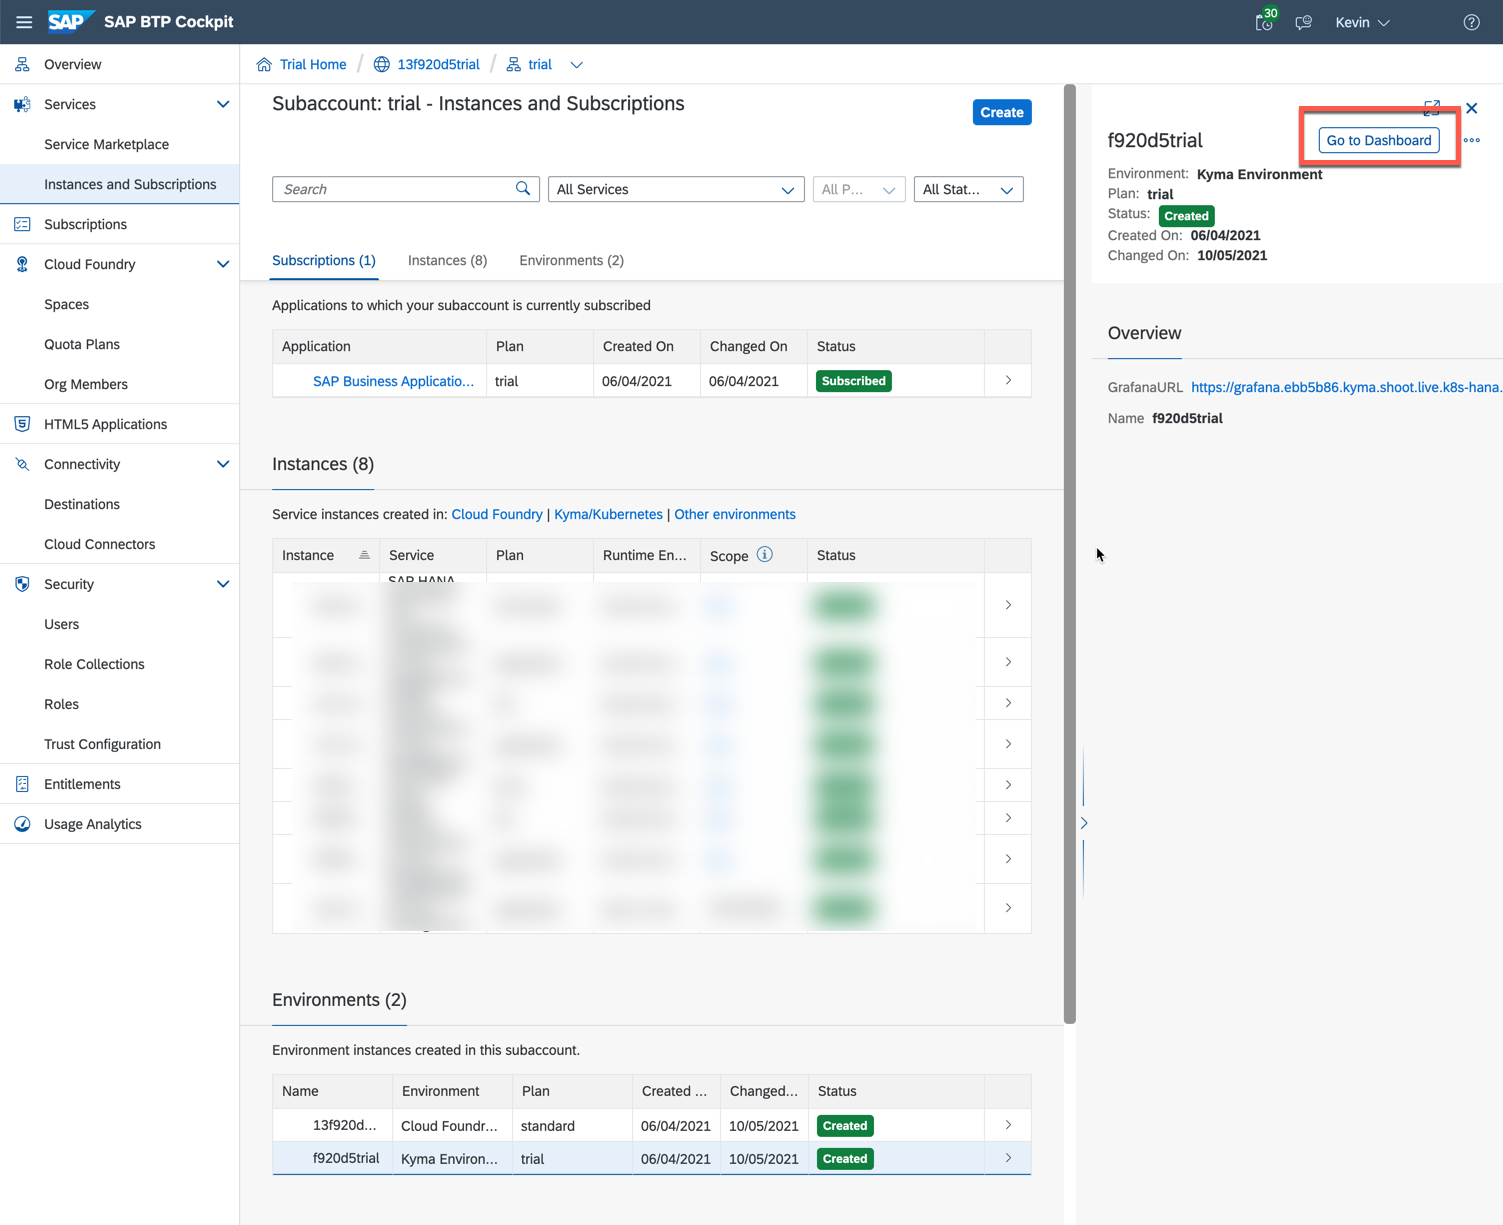 SAP SAP BTP Cockpit
30
Kevin
Overview
Services
Service Marketplace
Instances and Subscriptions
Subscriptions
Cloud Foundry
Spaces
Quota Plans
Org Members
HTML5 Applications
Connectivity
Destinations
Cloud Connectors
Security
Users
Role Collections
Roles
Trust Configuration
Entitlements
Usage Analytics
Trial Home / 13f920d5trial / trial
Subaccount: trial - Instances and Subscriptions
Create
Search
All Services
All P...
All Stat...
Subscriptions (1) Instances (8) Environments (2)
Applications to which your subaccount is currently subscribed
Application Plan Created On Changed On Status
SAP Business Applicatio... trial 06/04/2021 06/04/2021 Subscribed
Instances (8)
Service instances created in: Cloud Foundry | Kyma/Kubernetes | Other environments
Instance Service Plan Runtime En... Scope Status
SAP HANA
Environments (2)
Environment instances created in this subaccount.
Name Environment Plan Created ... Changed... Status
13f920d... Cloud Foundr... standard 06/04/2021 10/05/2021 Created
f920d5trial Kyma Environ... trial 06/04/2021 10/05/2021 Created
f920d5trial
Go to Dashboard
Environment: Kyma Environment
Plan: trial
Status: Created
Created On: 06/04/2021
Changed On: 10/05/2021
Overview
GrafanaURL https://grafana.ebb5b86.kyma.shoot.live.k8s-hana.
Name f920d5trial